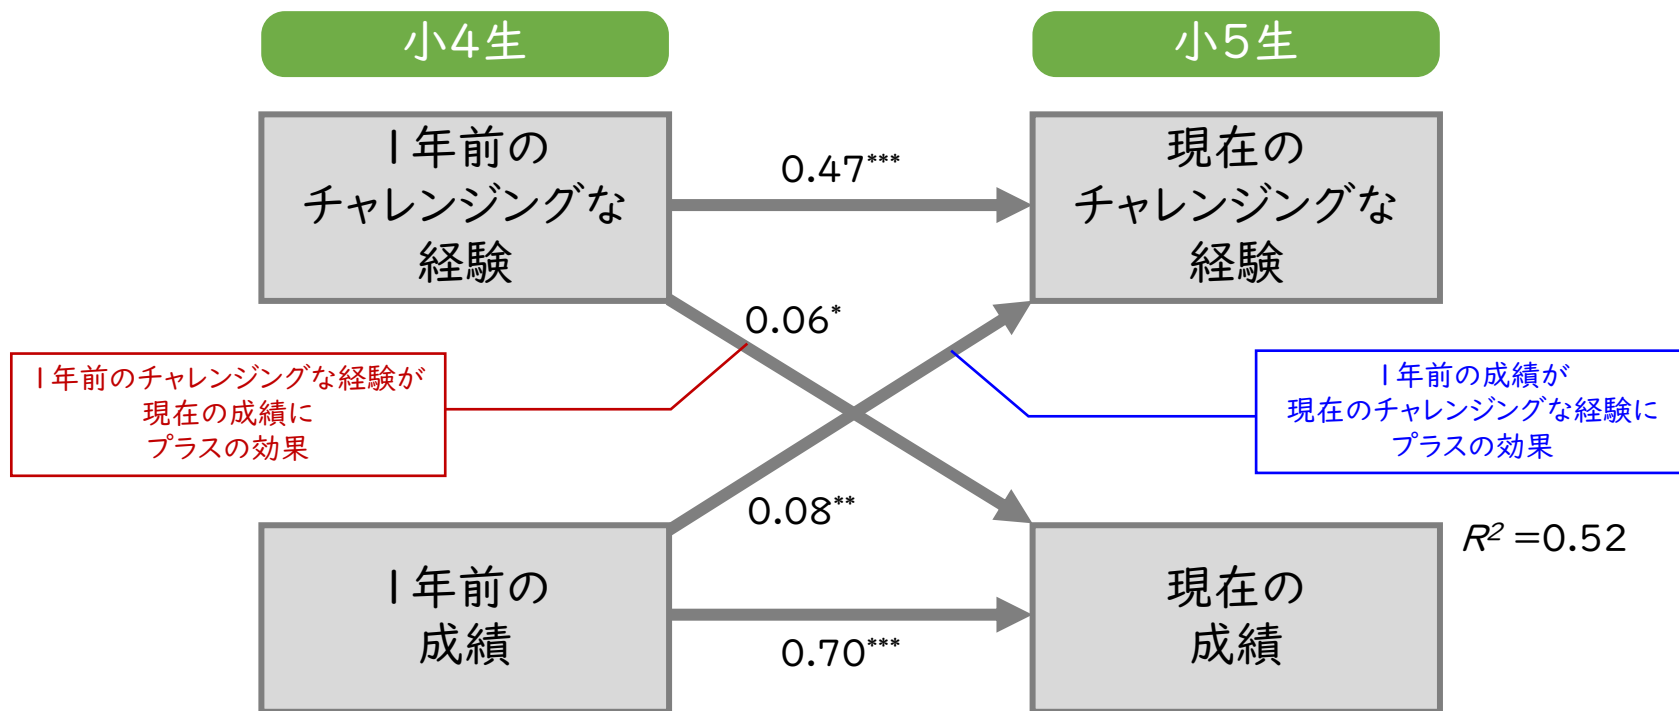 小4生
小5生
1年前の
チャレンジングな
経験
0.47***
現在の
チャレンジングな
経験
0.06*
1年前のチャレンジングな経験が
現在の成績に
プラスの効果
1年前の成績が
現在のチャレンジングな経験に
プラスの効果
0.08**
1年前の
成績
0.70***
現在の
成績
R² =0.52